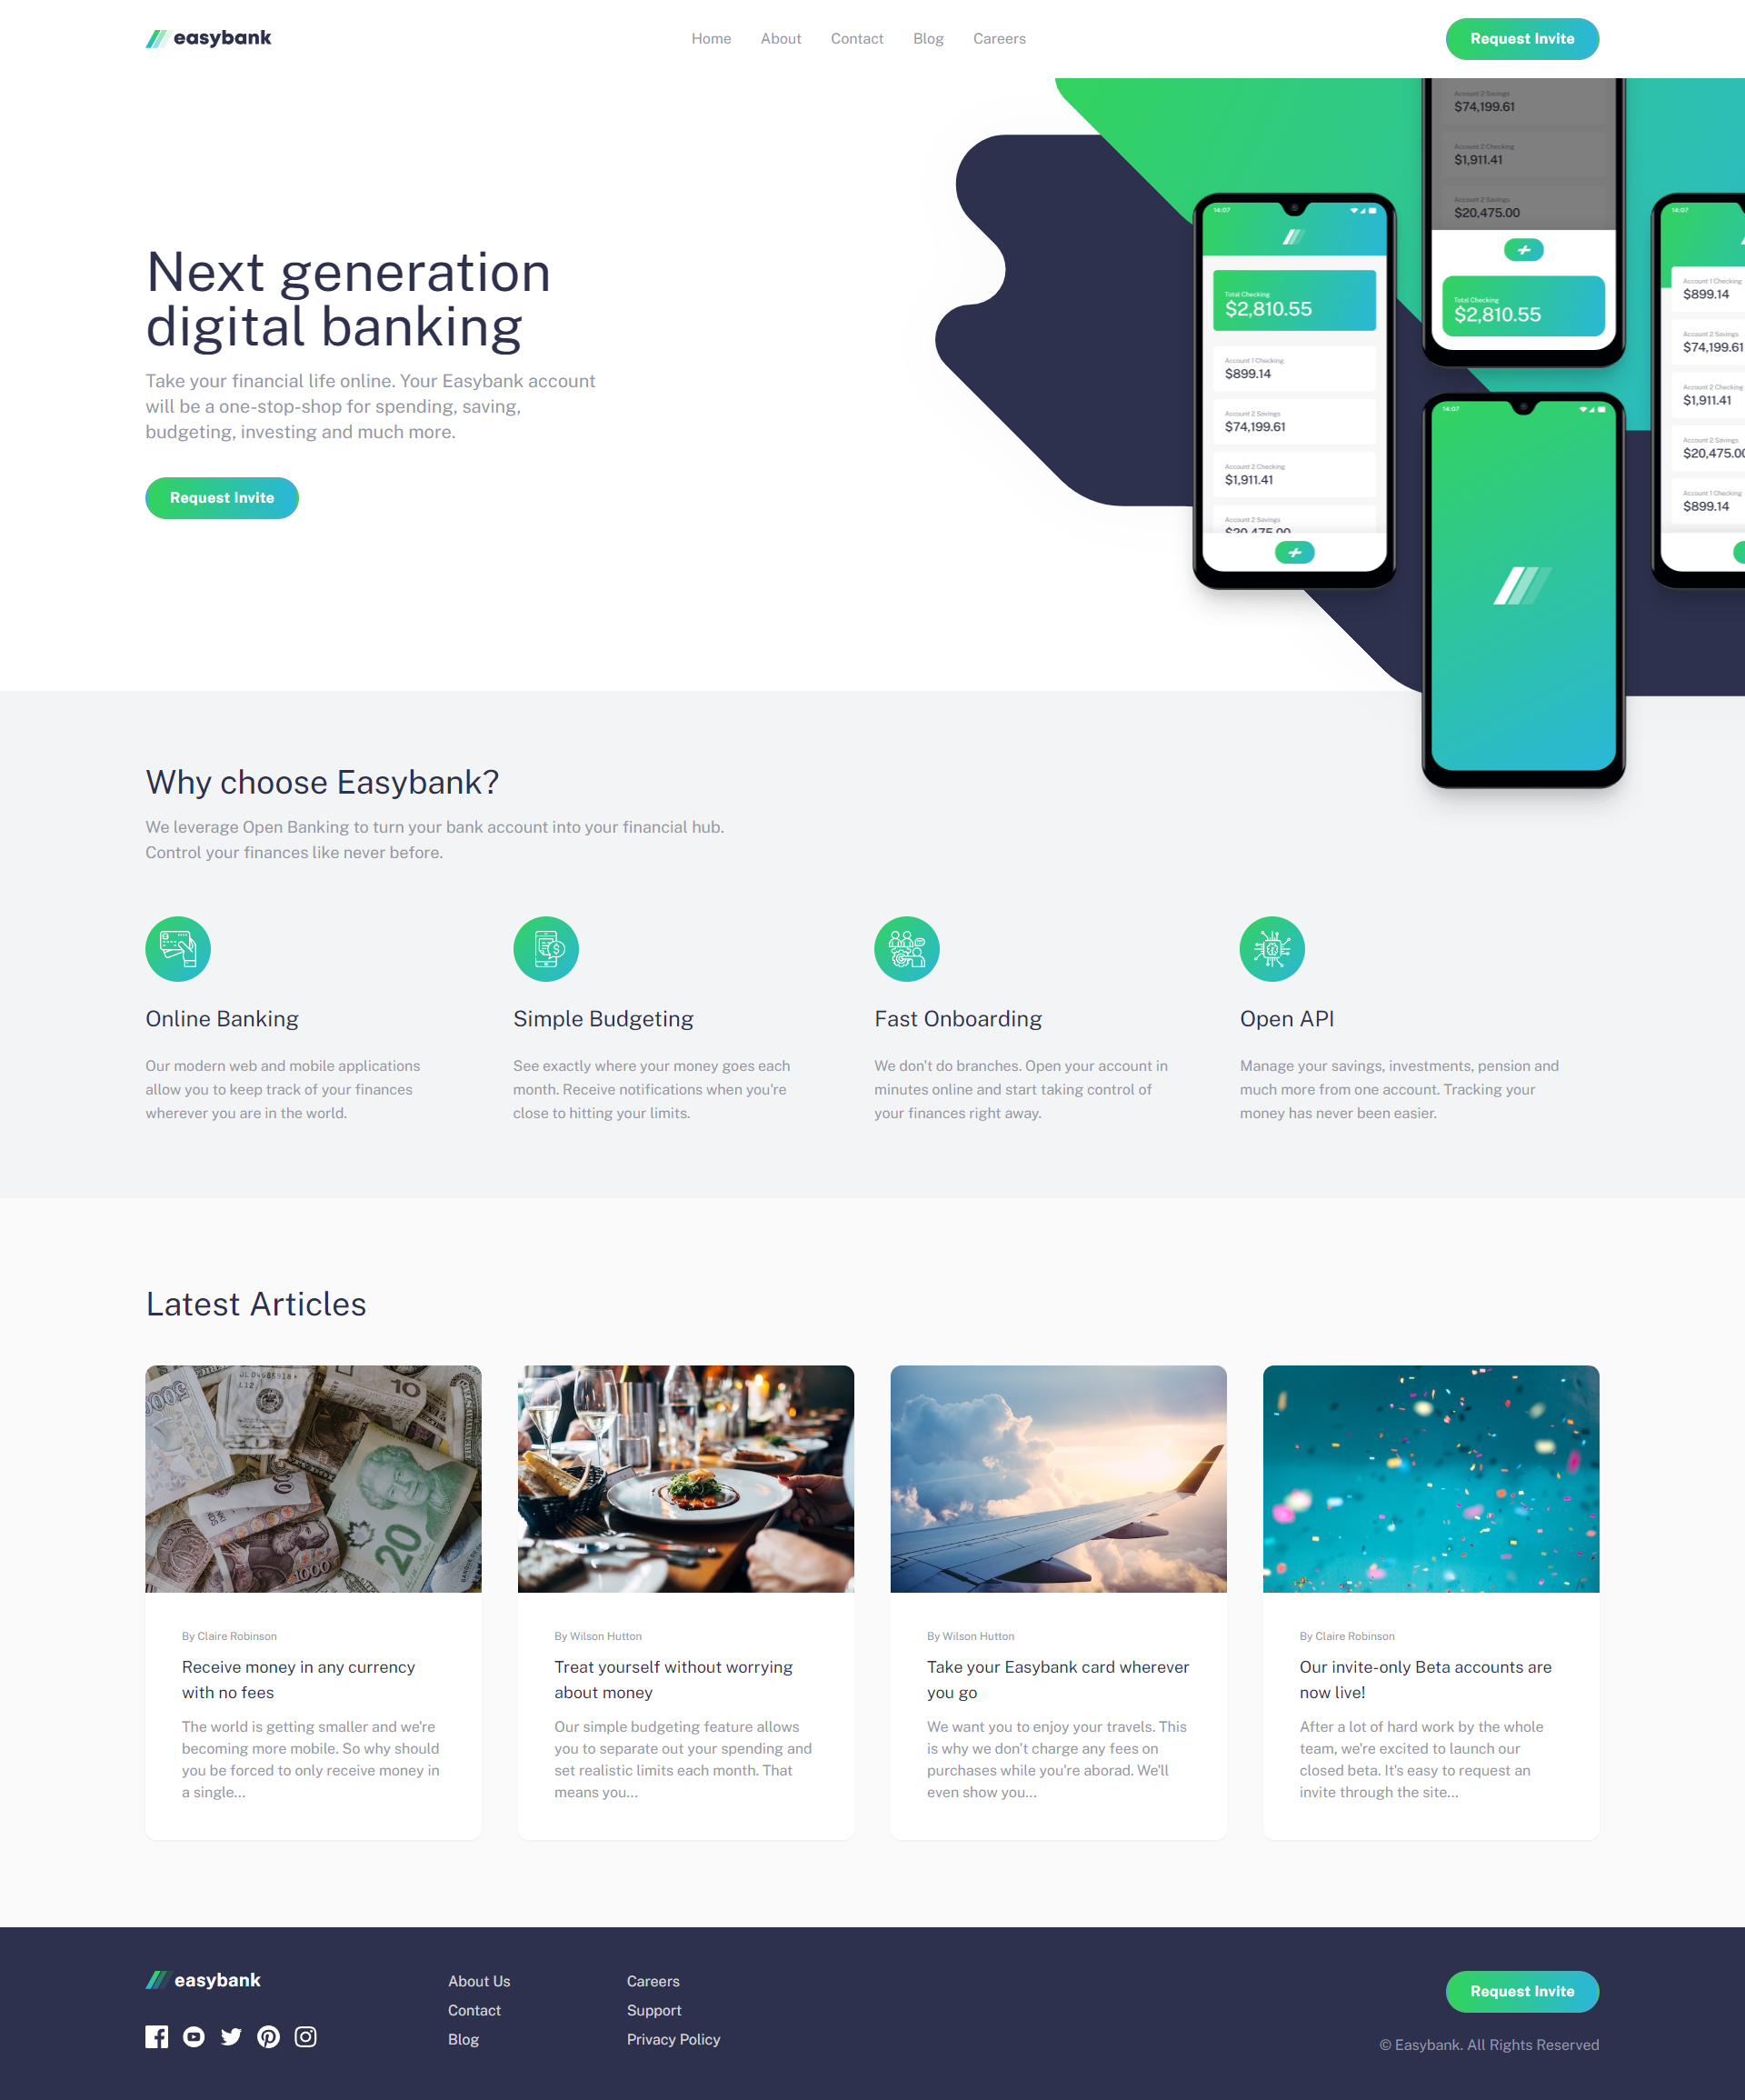 easybank
Home About Contact Blog Careers
Request Invite
Next generation
digital banking
Take your financial life online. Your Easybank account
will be a one-stop-shop for spending, saving,
budgeting, investing and much more.
Request Invite
14:07
Total Checking
$2,810.55
Account 1 Checking
$899.14
Account 2 Savings
$74,199.61
Account 2 Checking
$1,911.41
Account 2 Savings
$20,475.00
Account 2 Savings
$74,199.61
Account 2 Checking
$1,911.41
Account 2 Savings
$20,475.00
Total Checking
$2,810.55
14:07
14:07
Account 1 Checking
$899.14
Account 2 Savings
$74,199.61
Account 2 Checking
$1,911.41
Account 2 Savings
$20,475.00
Account 1 Checking
$899.14
Why choose Easybank?
We leverage Open Banking to turn your bank account into your financial hub.
Control your finances like never before.
Online Banking
Our modern web and mobile applications
allow you to keep track of your finances
wherever you are in the world.
Simple Budgeting
See exactly where your money goes each
month. Receive notifications when you're
close to hitting your limits.
Fast Onboarding
We don't do branches. Open your account in
minutes online and start taking control of
your finances right away.
Open API
Manage your savings, investments, pension and
much more from one account. Tracking your
money has never been easier.
Latest Articles
10
20
1000
By Claire Robinson
Receive money in any currency
with no fees
The world is getting smaller and we're
becoming more mobile. So why should
you be forced to only receive money in
a single...
By Wilson Hutton
Treat yourself without worrying
about money
Our simple budgeting feature allows
you to separate out your spending and
set realistic limits each month. That
means you...
By Wilson Hutton
Take your Easybank card wherever
you go
We want you to enjoy your travels. This
is why we don't charge any fees on
purchases while you're aborad. We'll
even show you...
By Claire Robinson
Our invite-only Beta accounts are
now live!
After a lot of hard work by the whole
team, we're excited to launch our
closed beta. It's easy to request an
invite through the site...
easybank
About Us
Contact
Blog
Careers
Support
Privacy Policy
Request Invite
© Easybank. All Rights Reserved